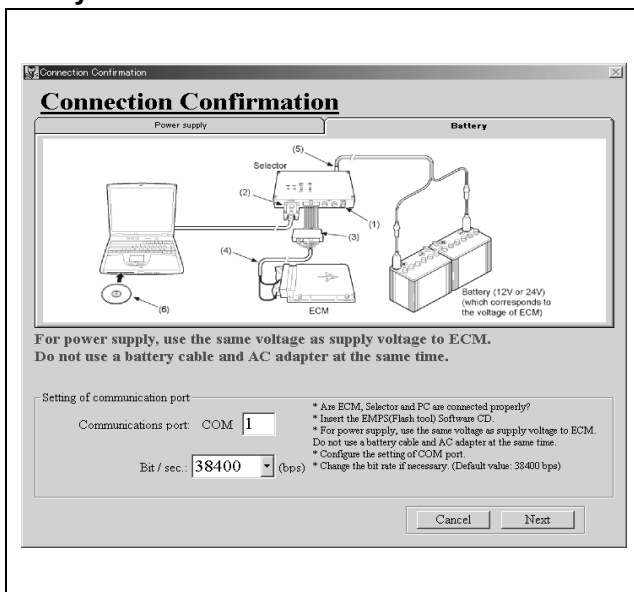 Connection Confirmation
Connection Confirmation
Power supply
Battery
(5)
Selector
(2)
(1)
(3)
(4)
(6)
ECM
Battery (12V or 24V)
(which corresponds to
the voltage of ECM)
For power supply, use the same voltage as supply voltage to ECM.
Do not use a battery cable and AC adapter at the same time.
Setting of communication port
Communications port: COM 1
Bit / sec.: 38400 (bps)
* Are ECM, Selector and PC are connected properly?
* Insert the EMPS(Flash tool) Software CD.
* For power supply, use the same voltage as supply voltage to ECM.
Do not use a battery cable and AC adapter at the same time.
* Configure the setting of COM port.
* Change the bit rate if necessary. (Default value: 38400 bps)
Cancel
Next